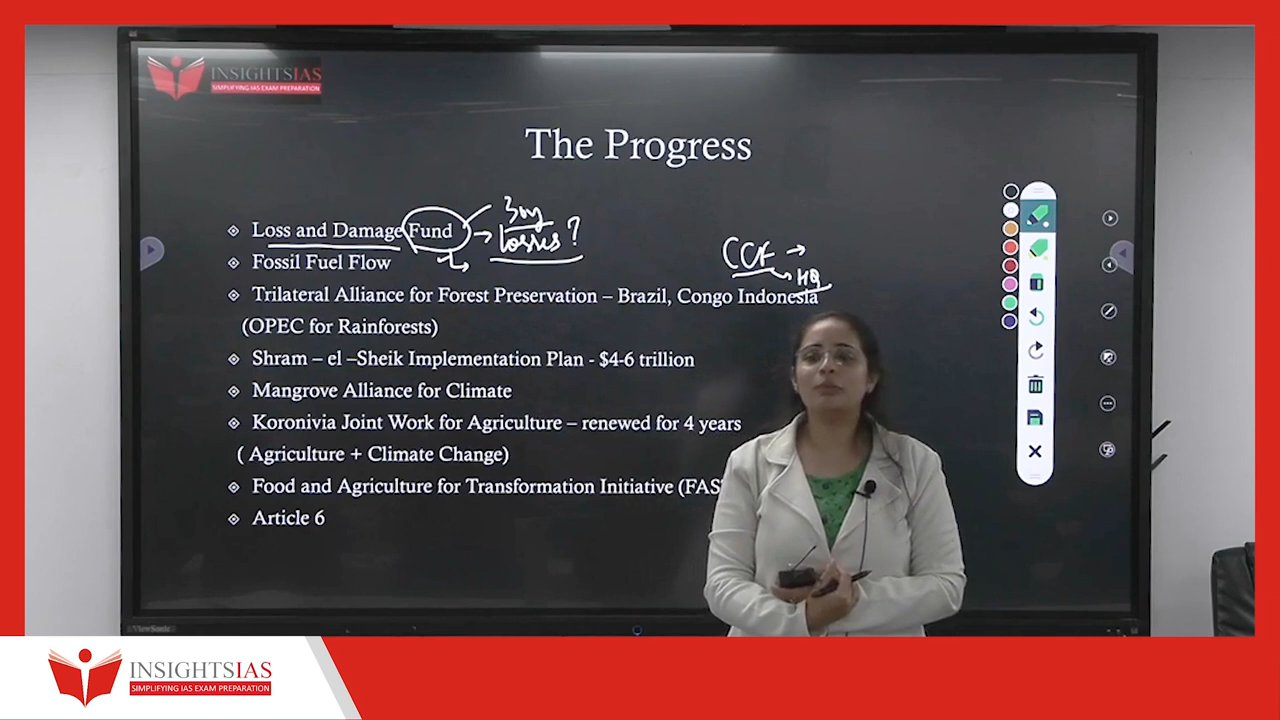 INSIGHTSIAS
SIMPLIFYING IAS EXAM PREPARATION
The Progress
Loss and Damage Fund
losses?
Fossil Fuel Flow
HQ
Trilateral Alliance for Forest Preservation – Brazil, Congo Indonesia
(OPEC for Rainforests)
Shram – el –Sheik Implementation Plan - $4-6 trillion
Mangrove Alliance for Climate
Koronivia Joint Work for Agriculture – renewed for 4 years
( Agriculture + Climate Change)
Food and Agriculture for Transformation Initiative (FAS
Article 6
ViewSonic
INSIGHTSIAS
SIMPLIFYING IAS EXAM PREPARATION